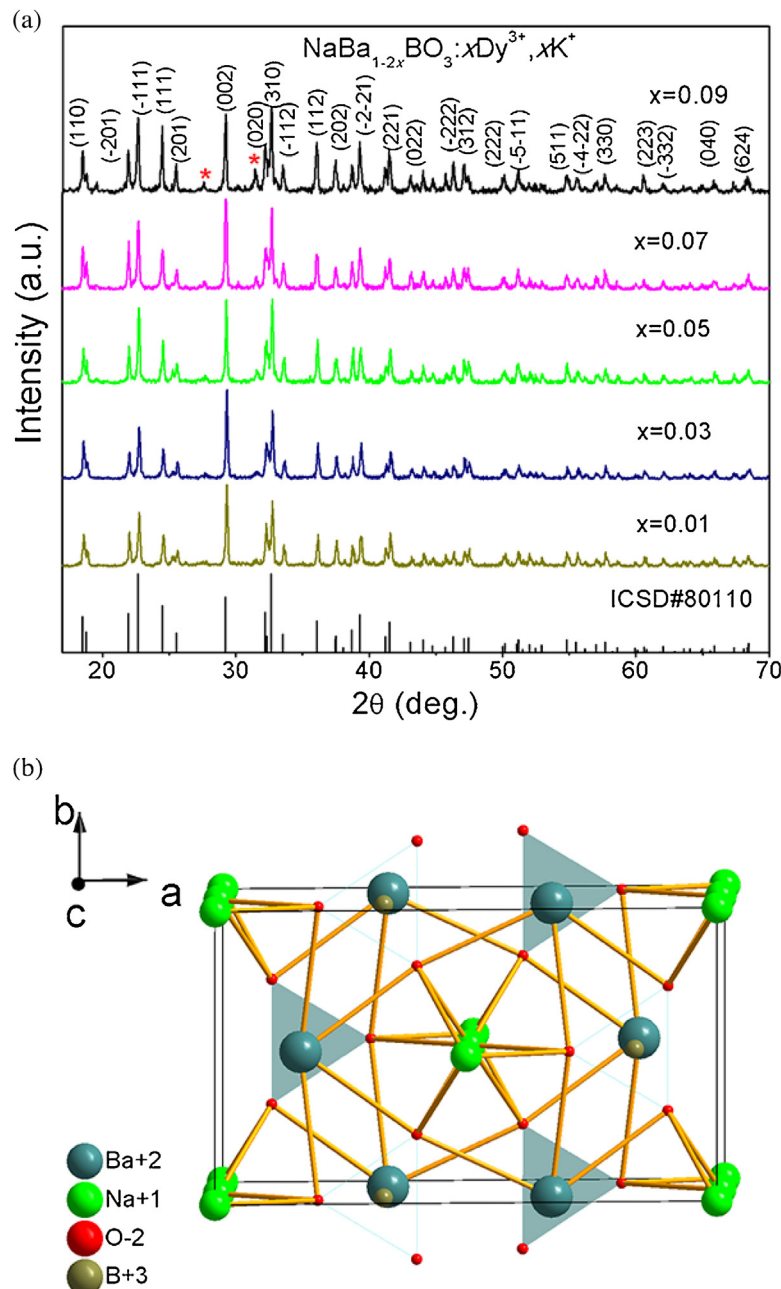 (a)
NaBa1-2xBO3:xDy3+,xK+
x=0.09
(110) (-201) (-111) (111) (201) (002) (020) (310) (-112) (112) (202) (-2-21) (221) (022) (-222) (312) (222) (-5-11) (511) (-4-22) (330) (223) (-332) (040) (624)
* *
x=0.07
x=0.05
x=0.03
x=0.01
ICSD#80110
Intensity (a.u.)
20 30 40 50 60 70
2θ (deg.)
(b)
b
c a
Ba+2
Na+1
O-2
B+3